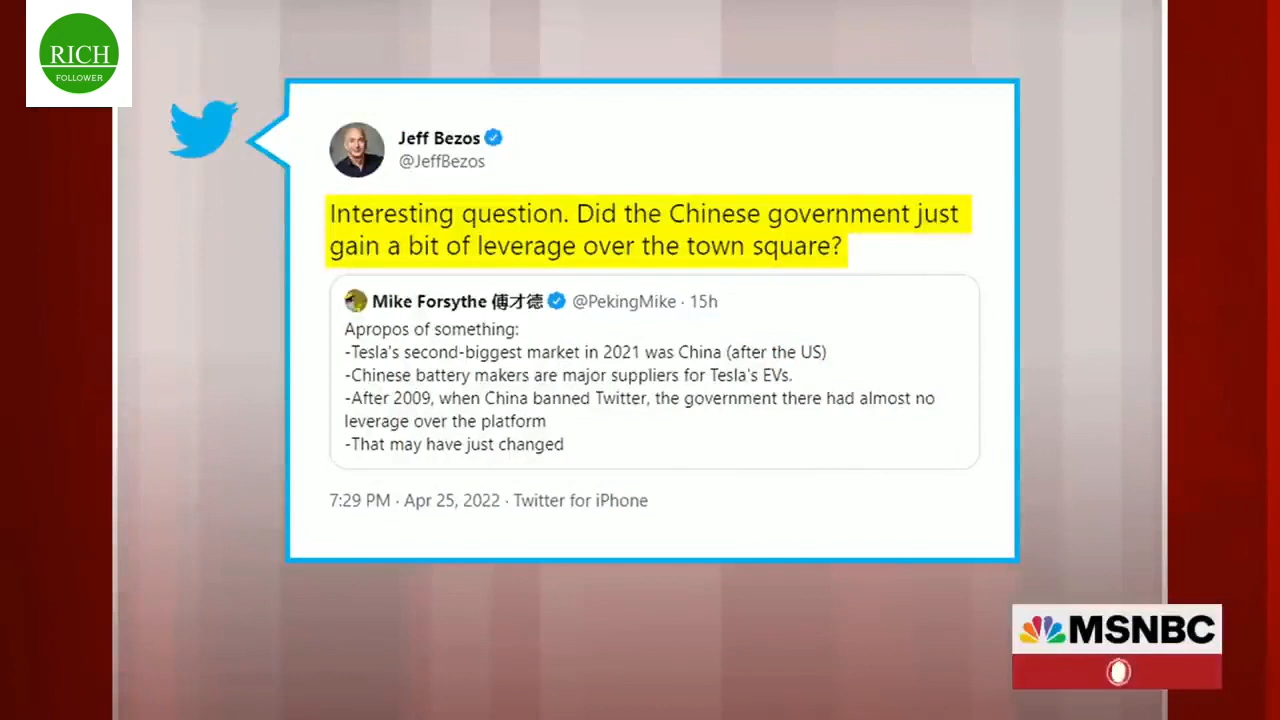 RICH
FOLLOWER
Jeff Bezos
@JeffBezos
Interesting question. Did the Chinese government just
gain a bit of leverage over the town square?
Mike Forsythe 傅才德 @PekingMike · 15h
Apropos of something:
-Tesla's second-biggest market in 2021 was China (after the US)
-Chinese battery makers are major suppliers for Tesla's EVs.
-After 2009, when China banned Twitter, the government there had almost no
leverage over the platform
-That may have just changed
7:29 PM · Apr 25, 2022 · Twitter for iPhone
MSNBC